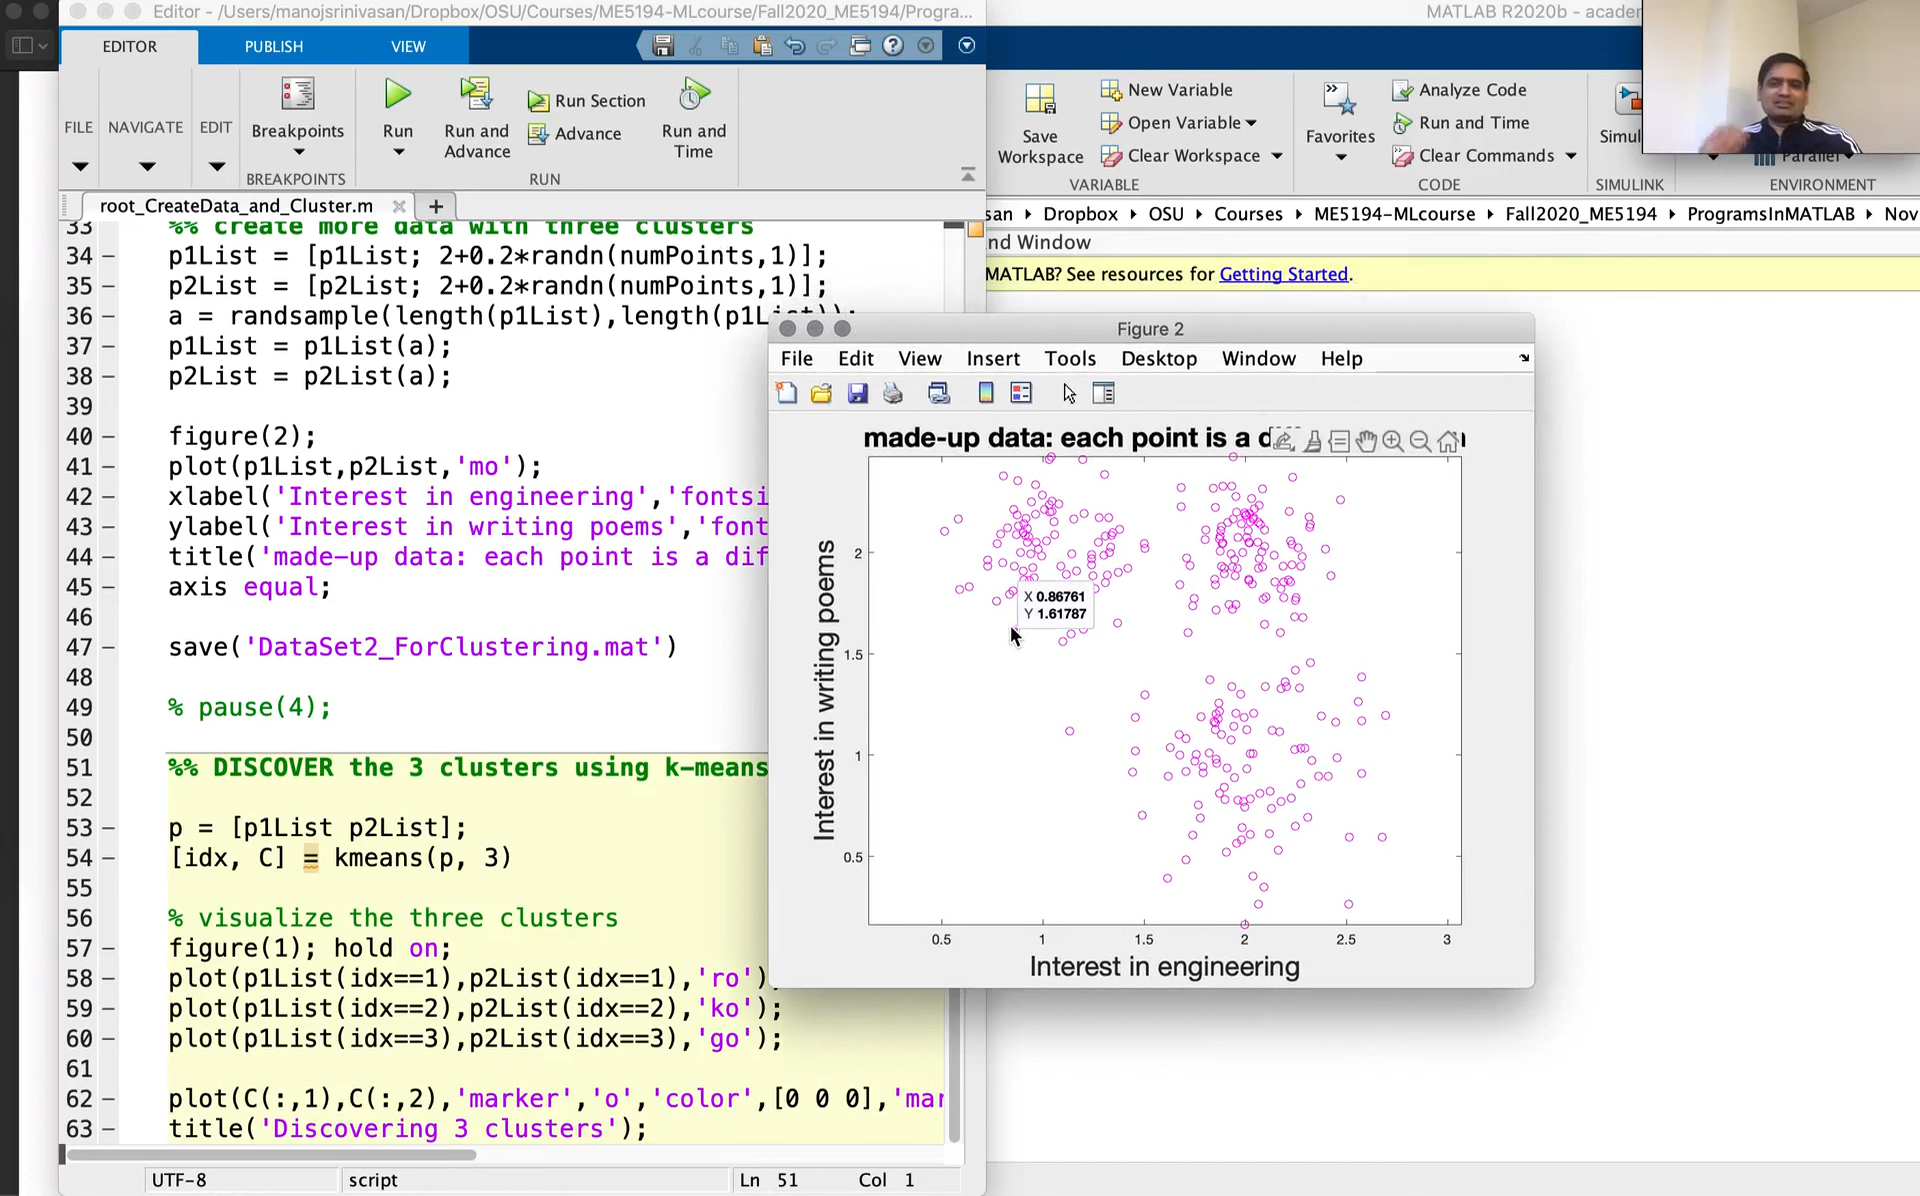 Editor - /Users/manojsrinivasan/Dropbox/OSU/Courses/ME5194-MLcourse/Fall2020_ME5194/Progra...
MATLAB R2020b - acader
EDITOR PUBLISH VIEW
FILE NAVIGATE EDIT
Breakpoints
Run
Run and Advance
Run Section
Advance
Run and Time
BREAKPOINTS RUN
Save Workspace
New Variable
Open Variable
Clear Workspace
Favorites
Analyze Code
Run and Time
Clear Commands
Simul
Parallel
VARIABLE CODE SIMULINK ENVIRONMENT
root_CreateData_and_Cluster.m
san Dropbox OSU Courses ME5194-MLcourse Fall2020_ME5194 ProgramsInMATLAB Nov
nd Window
MATLAB? See resources for Getting Started.
33 %% create more data with three clusters
34 p1List = [p1List; 2+0.2*randn(numPoints,1)];
35 p2List = [p2List; 2+0.2*randn(numPoints,1)];
36 a = randsample(length(p1List),length(p1List));
37 p1List = p1List(a);
38 p2List = p2List(a);
39
40 figure(2);
41 plot(p1List,p2List,'mo');
42 xlabel('Interest in engineering','fontsi
43 ylabel('Interest in writing poems','font
44 title('made-up data: each point is a dif
45 axis equal;
46
47 save('DataSet2_ForClustering.mat')
48
49 % pause(4);
50
51 %% DISCOVER the 3 clusters using k-means
52
53 p = [p1List p2List];
54 [idx, C] = kmeans(p, 3)
55
56 % visualize the three clusters
57 figure(1); hold on;
58 plot(p1List(idx==1),p2List(idx==1),'ro')
59 plot(p1List(idx==2),p2List(idx==2),'ko');
60 plot(p1List(idx==3),p2List(idx==3),'go');
61
62 plot(C(:,1),C(:,2),'marker','o','color',[0 0 0],'mar
63 title('Discovering 3 clusters');
UTF-8 script Ln 51 Col 1
Figure 2
File Edit View Insert Tools Desktop Window Help
made-up data: each point is a d
X 0.86761
Y 1.61787
Interest in writing poems
2
1.5
1
0.5
0.5 1 1.5 2 2.5 3
Interest in engineering